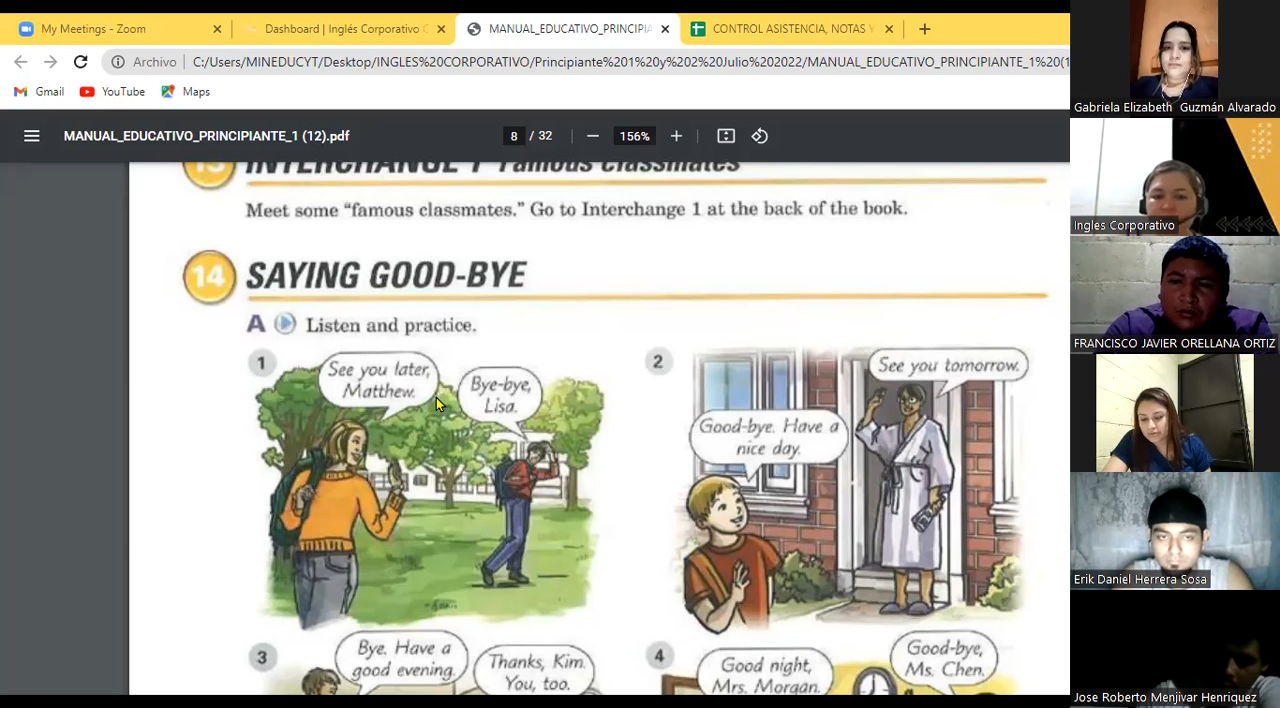 My Meetings - Zoom
Dashboard | Inglés Corporativo C
MANUAL_EDUCATIVO_PRINCIPIA
CONTROL ASISTENCIA, NOTAS Y
Archivo
C:/Users/MINEDUCYT/Desktop/INGLES%20CORPORATIVO/Principiante%201%20y%202%20Julio%202022/MANUAL_EDUCATIVO_PRINCIPIANTE_1%20(1
Gmail
YouTube
Maps
MANUAL_EDUCATIVO_PRINCIPIANTE_1 (12).pdf
8 / 32
156%
13 INTERCHANGE 1 Famous classmates
Meet some “famous classmates.” Go to Interchange 1 at the back of the book.
14 SAYING GOOD-BYE
A Listen and practice.
1
See you later,
Matthew.
Bye-bye,
Lisa.
2
Good-bye. Have a
nice day.
See you tomorrow.
3
Bye. Have a
good evening.
Thanks, Kim.
You, too.
4
Good night,
Mrs. Morgan.
Good-bye,
Ms. Chen.
Gabriela Elizabeth Guzmán Alvarado
Ingles Corporativo
FRANCISCO JAVIER ORELLANA ORTIZ
Erik Daniel Herrera Sosa
Jose Roberto Menjivar Henriquez